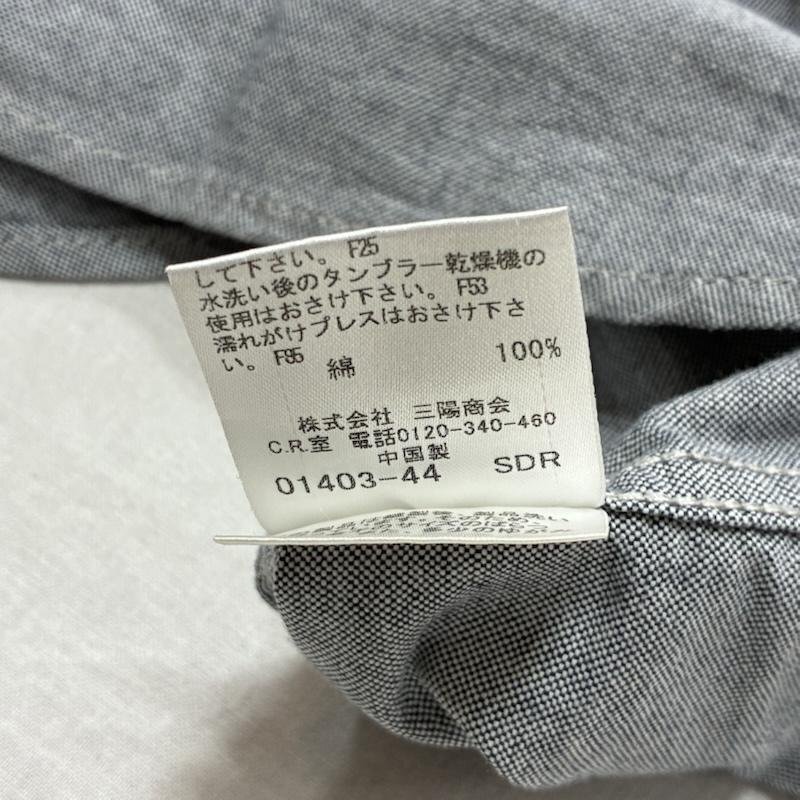 して下さい。 F25
水洗い後のタンブラー乾燥機の
使用はおさけ下さい。 F53
濡れがけプレスはおさけ下さ
い。 F95
綿 100%
株式会社 三陽商会
C.R.室 電話0120-340-460
中国製
01403-44 SDR